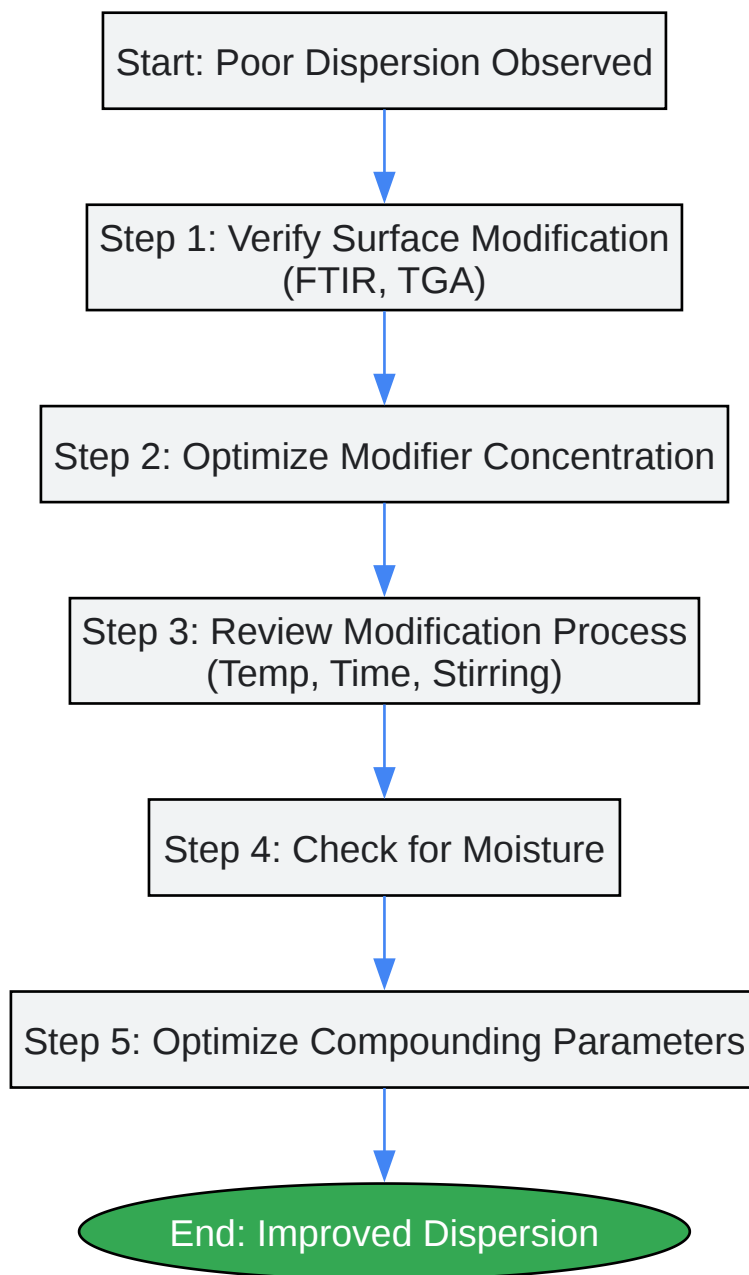 Start: Poor Dispersion Observed
Step 1: Verify Surface Modification
(FTIR, TGA)
Step 2: Optimize Modifier Concentration
Step 3: Review Modification Process
(Temp, Time, Stirring)
Step 4: Check for Moisture
Step 5: Optimize Compounding Parameters
End: Improved Dispersion